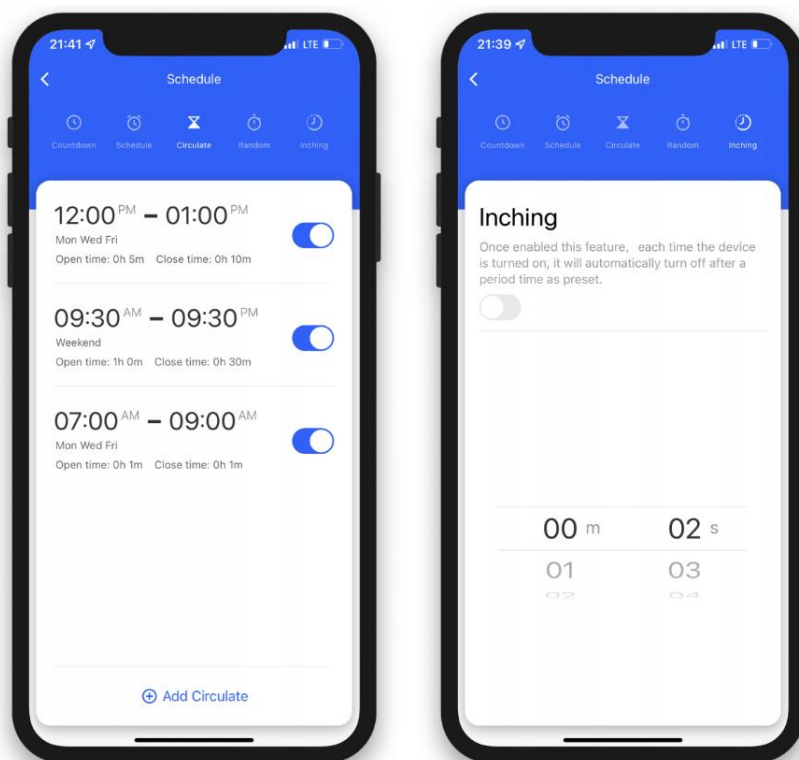 21:41
LTE
Schedule
Countdown Schedule Circulate Random Inching
12:00 PM – 01:00 PM
Mon Wed Fri
Open time: 0h 5m Close time: 0h 10m
09:30 AM – 09:30 PM
Weekend
Open time: 1h 0m Close time: 0h 30m
07:00 AM – 09:00 AM
Mon Wed Fri
Open time: 0h 1m Close time: 0h 1m
Add Circulate
21:39
LTE
Schedule
Countdown Schedule Circulate Random Inching
Inching
Once enabled this feature, each time the device
is turned on, it will automatically turn off after a
period time as preset.
00 m 02 s
01 03
02 04